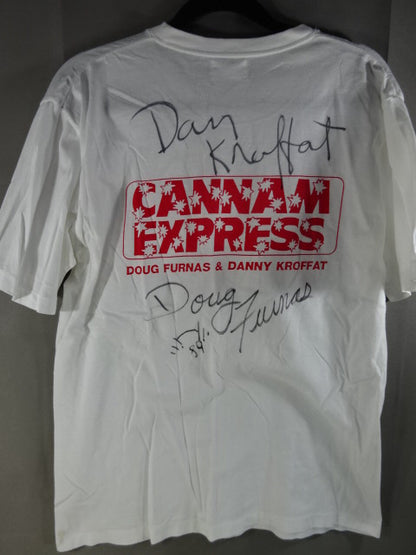 Dan
Kroffat
CANNAM
EXPRESS
DOUG FURNAS & DANNY KROFFAT
Doug
Furnas